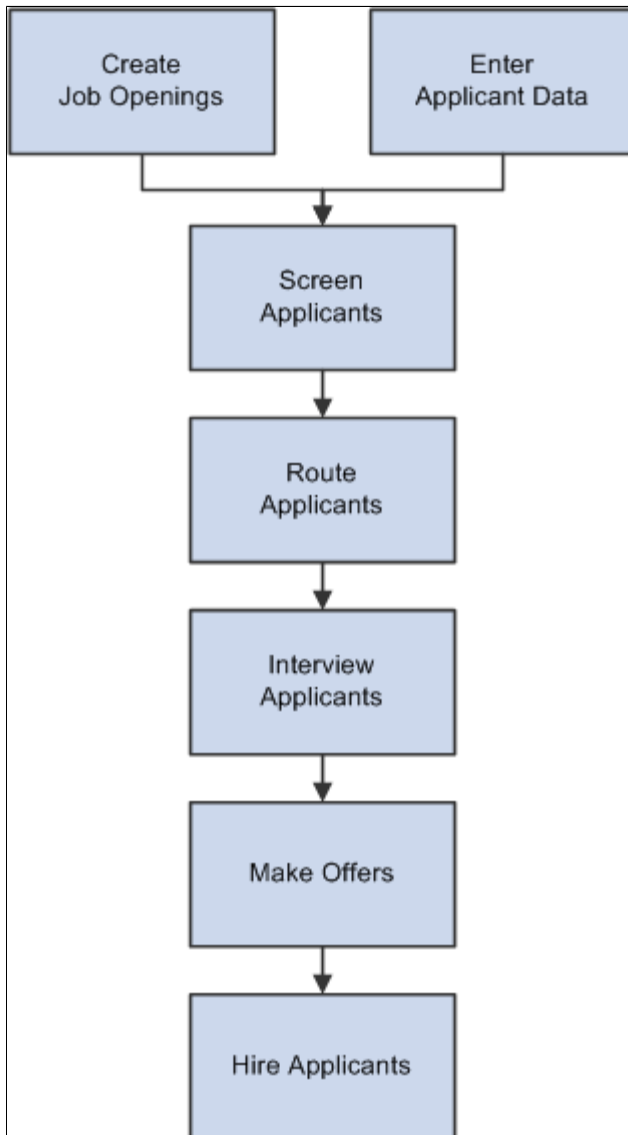 Create
Job Openings
Enter
Applicant Data
Screen
Applicants
Route
Applicants
Interview
Applicants
Make Offers
Hire Applicants